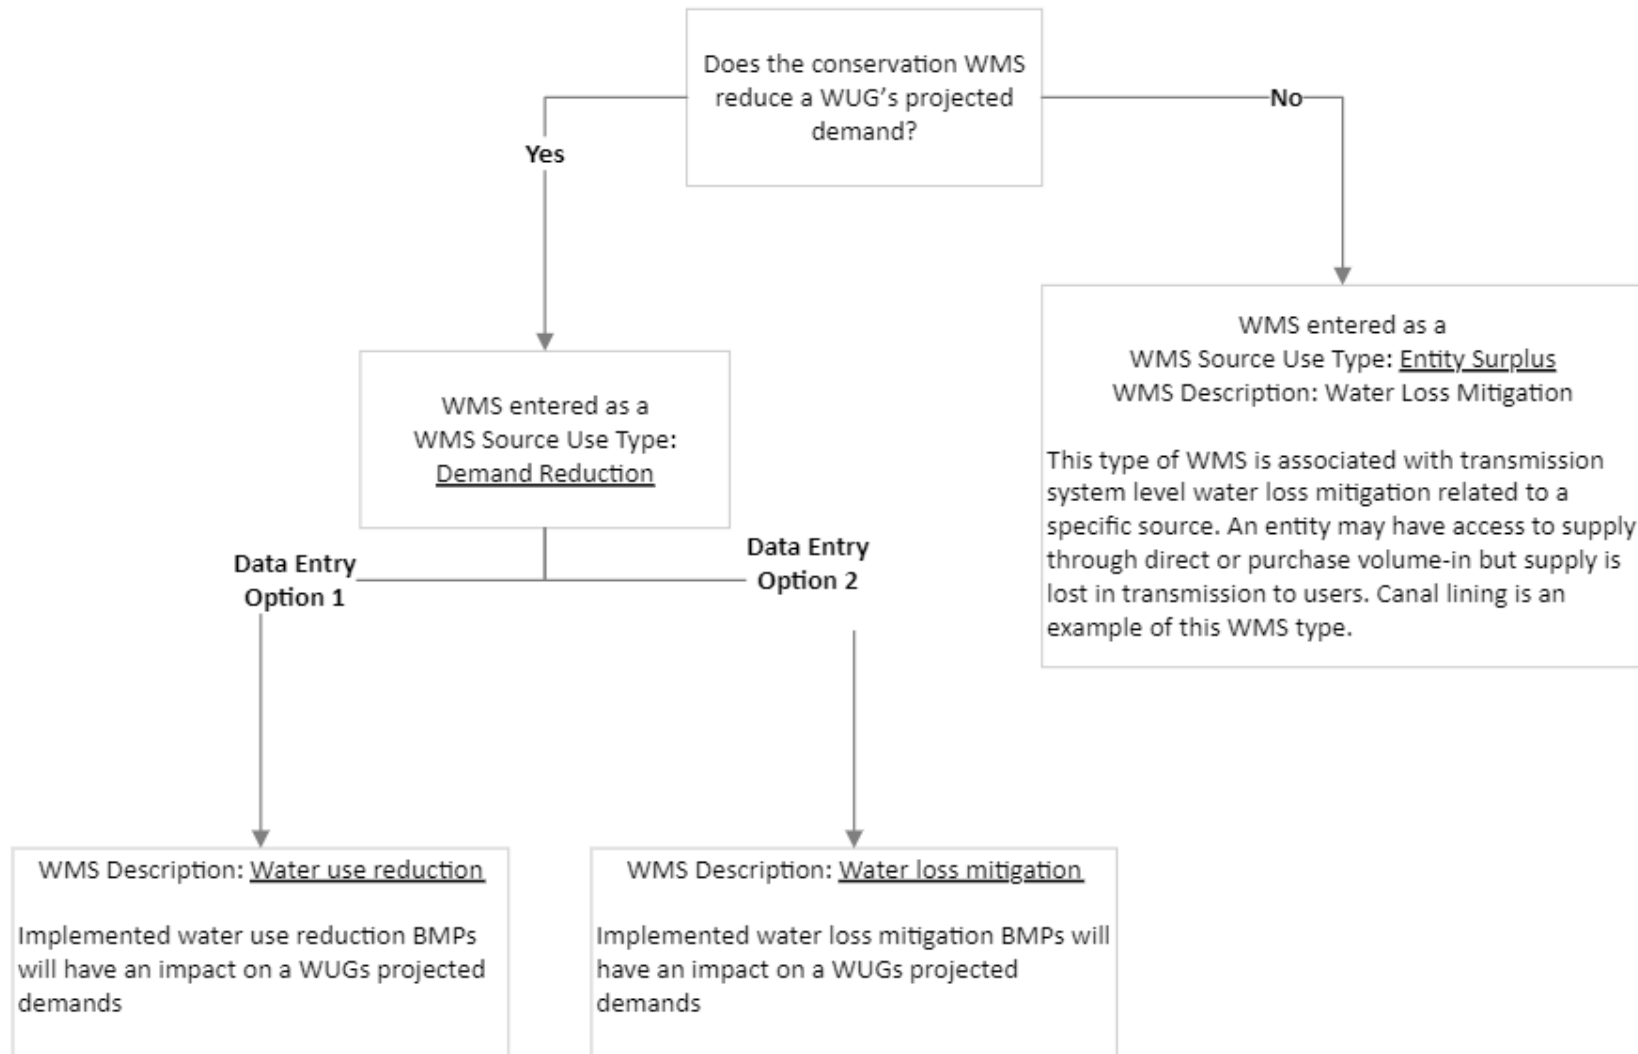 Does the conservation WMS
reduce a WUG's projected
demand?
No
Yes
WMS entered as a
WMS Source Use Type: Entity Surplus
WMS Description: Water Loss Mitigation
This type of WMS is associated with transmission
system level water loss mitigation related to a
specific source. An entity may have access to supply
through direct or purchase volume-in but supply is
lost in transmission to users. Canal lining is an
example of this WMS type.
WMS entered as a
WMS Source Use Type:
Demand Reduction
Data Entry
Option 1
Data Entry
Option 2
WMS Description: Water use reduction
Implemented water use reduction BMPs
will have an impact on a WUGs projected
demands
WMS Description: Water loss mitigation
Implemented water loss mitigation BMPs will
have an impact on a WUGs projected
demands